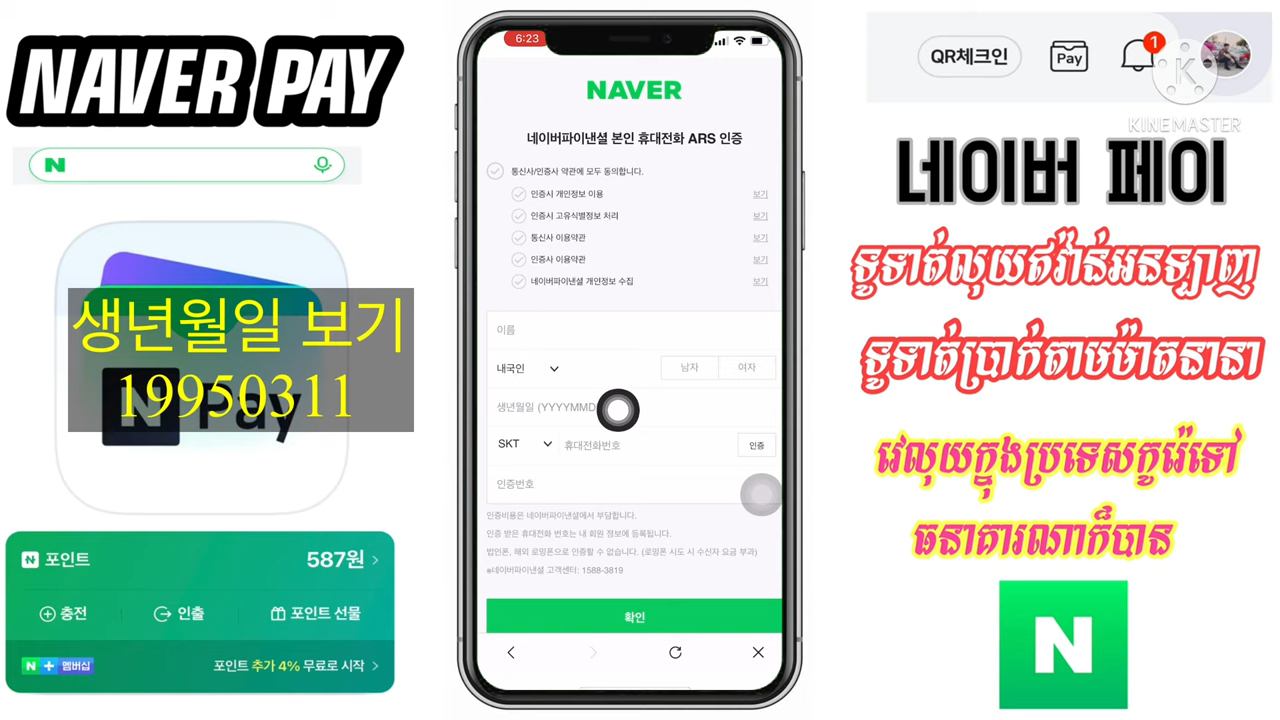 NAVER PAY
N
생년월일 보기
19950311
N Pay
N 포인트
587원
충전
인출
포인트 선물
N + 멤버십
포인트 추가 4% 무료로 시작
6:23
NAVER
네이버파이낸셜 본인 휴대전화 ARS 인증
통신사/인증사 약관에 모두 동의합니다.
인증시 개인정보 이용 보기
인증시 고유식별정보 처리 보기
통신사 이용약관 보기
인증사 이용약관 보기
네이버파이낸셜 개인정보 수집 보기
이름
내국인 남자 여자
생년월일 (YYYYMMD
SKT 휴대전화번호 인증
인증번호
인증비용은 네이버파이낸셜에서 부담합니다.
인증 받은 휴대전화 번호는 내 회원 정보에 등록됩니다.
법인폰, 해외 로밍폰으로 인증할 수 없습니다. (로밍폰 시도 시 수신자 요금 부과)
※네이버파이낸셜 고객센터: 1588-3819
확인
QR체크인
Pay
1
K
KINEMASTER
네이버 페이
ទូទាត់លុយឥវ៉ាន់អនឡាញ
ទូទាត់ប្រាក់តាមម៉ាតនានា
វេលុយក្នុងប្រទេសកូរ៉េទៅ
ធនាគារណាក៏បាន
N